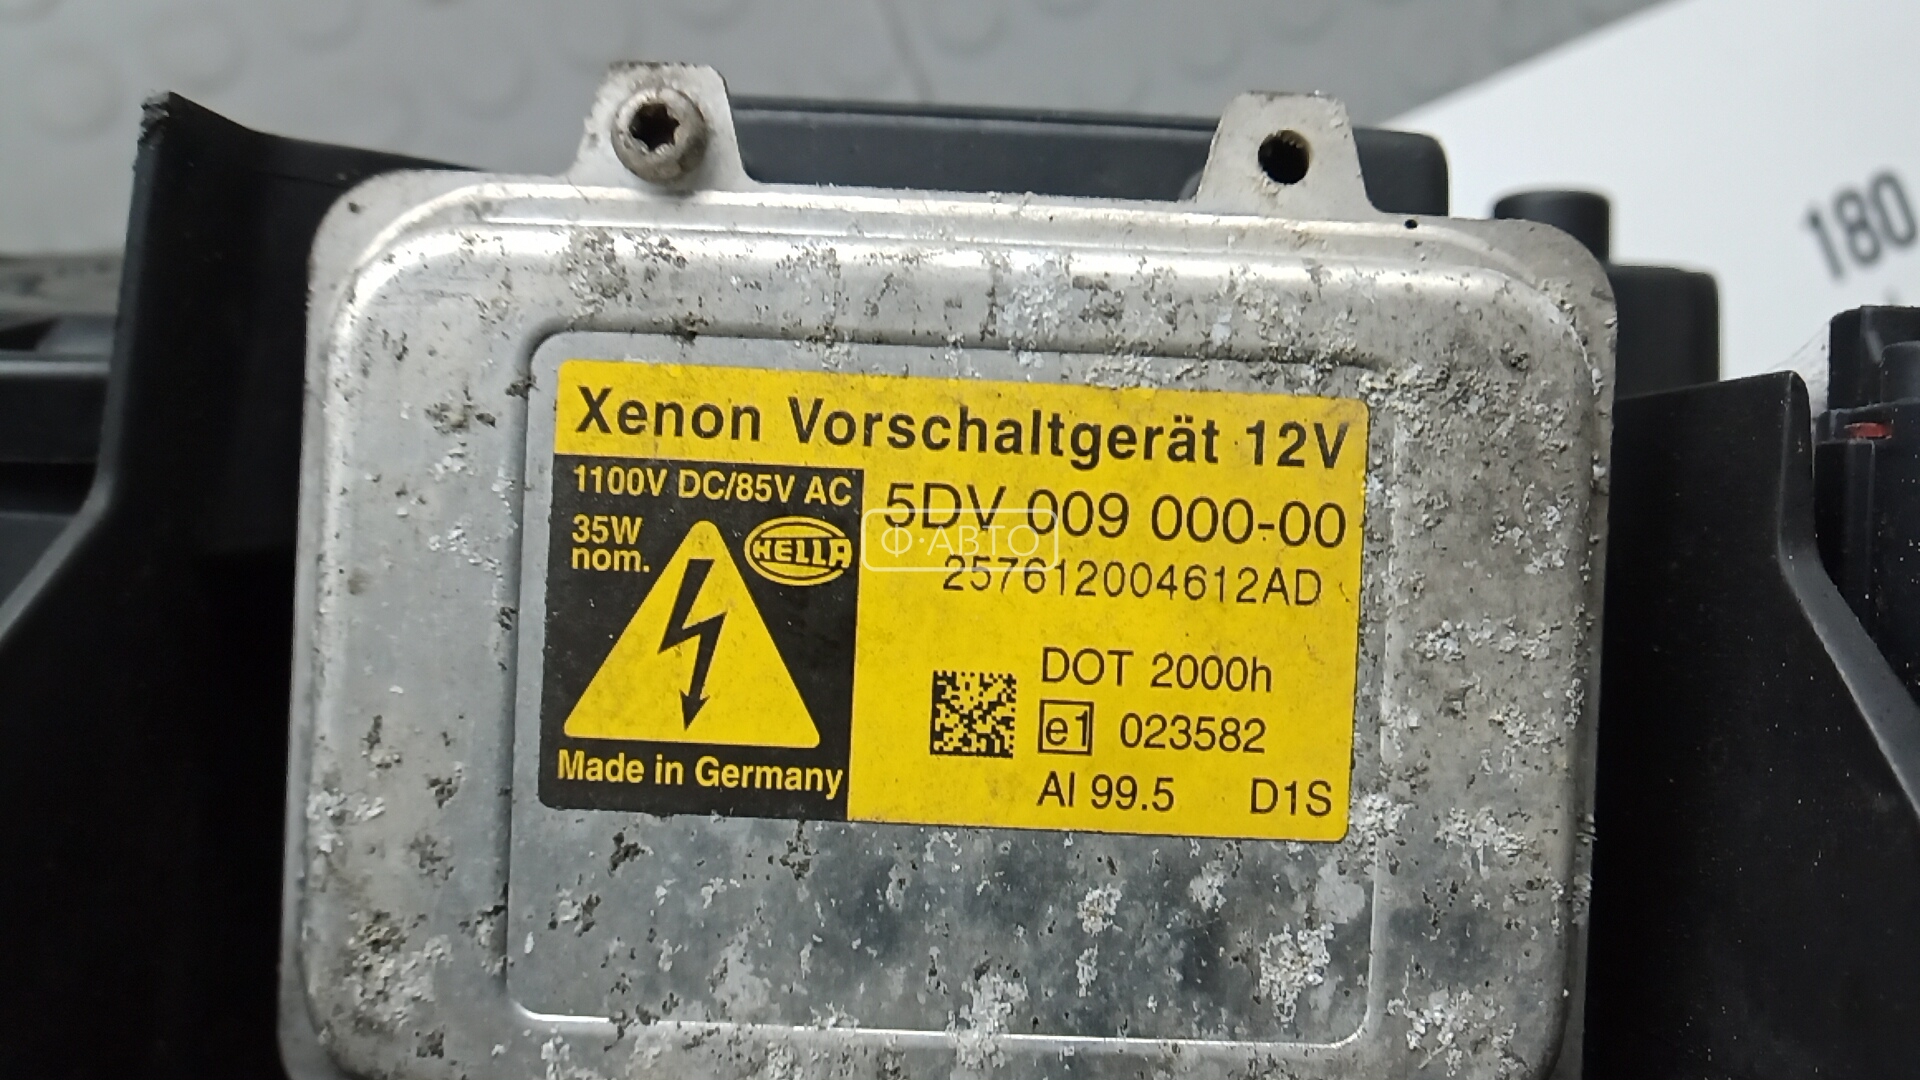 180
Xenon Vorschaltgerät 12V
1100V DC/85V AC
35W
nom.
HELLA
5DV 009 000-00
Ф·АВТО
257612004612AD
DOT 2000h
e1 023582
Made in Germany
Al 99.5 D1S